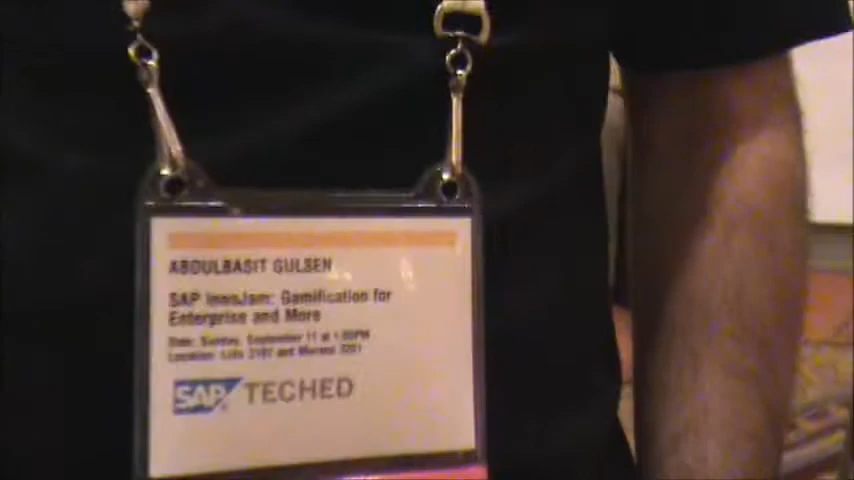 ABDULBASIT GULSEN
SAP InnoJam: Gamification for
Enterprise and More
Date: Sunday, September 11 at 1:00PM
Location: and
SAP TECHED